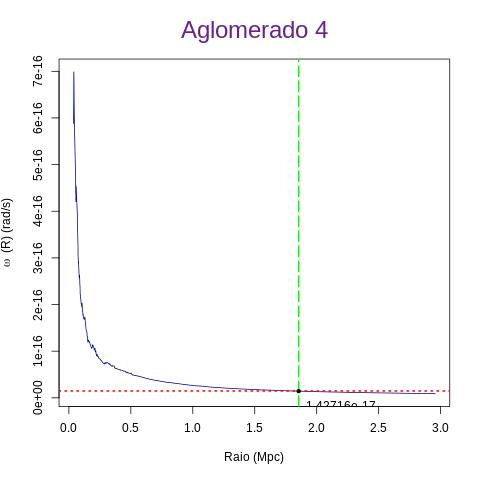 Aglomerado 4
7e-16
6e-16
5e-16
4e-16
3e-16
2e-16
1e-16
0e+00
ω (R) (rad/s)
1.42716e-17
0.0 0.5 1.0 1.5 2.0 2.5 3.0
Raio (Mpc)